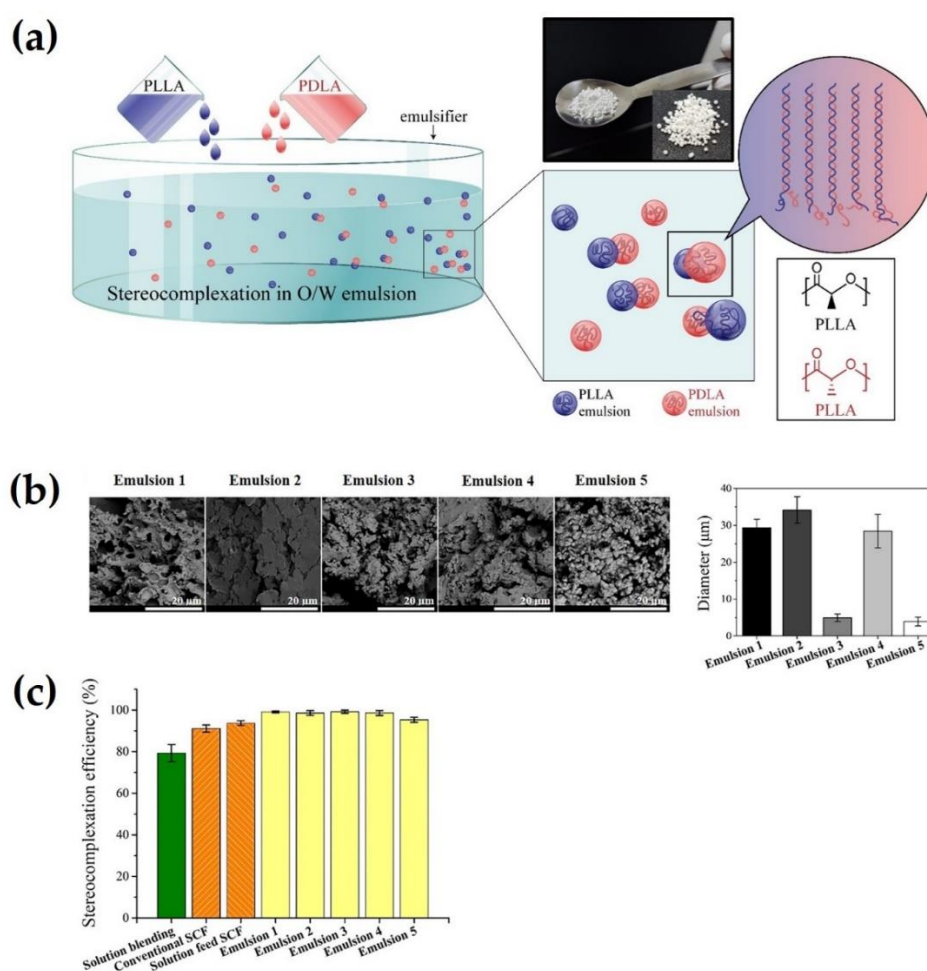 (a)
PLLA
PDLA
emulsifier
Stereocomplexation in O/W emulsion
PLLA
emulsion
PDLA
emulsion
O
O
PLLA
O
O
PLLA
(b)
Emulsion 1
Emulsion 2
Emulsion 3
Emulsion 4
Emulsion 5
20 μm
20 μm
20 μm
20 μm
20 μm
Diameter (μm)
40
30
20
10
0
Emulsion 1
Emulsion 2
Emulsion 3
Emulsion 4
Emulsion 5
(c)
Stereocomplexation efficiency (%)
100
80
60
40
20
0
Solution blending
Conventional SCF
Solution feed SCF
Emulsion 1
Emulsion 2
Emulsion 3
Emulsion 4
Emulsion 5